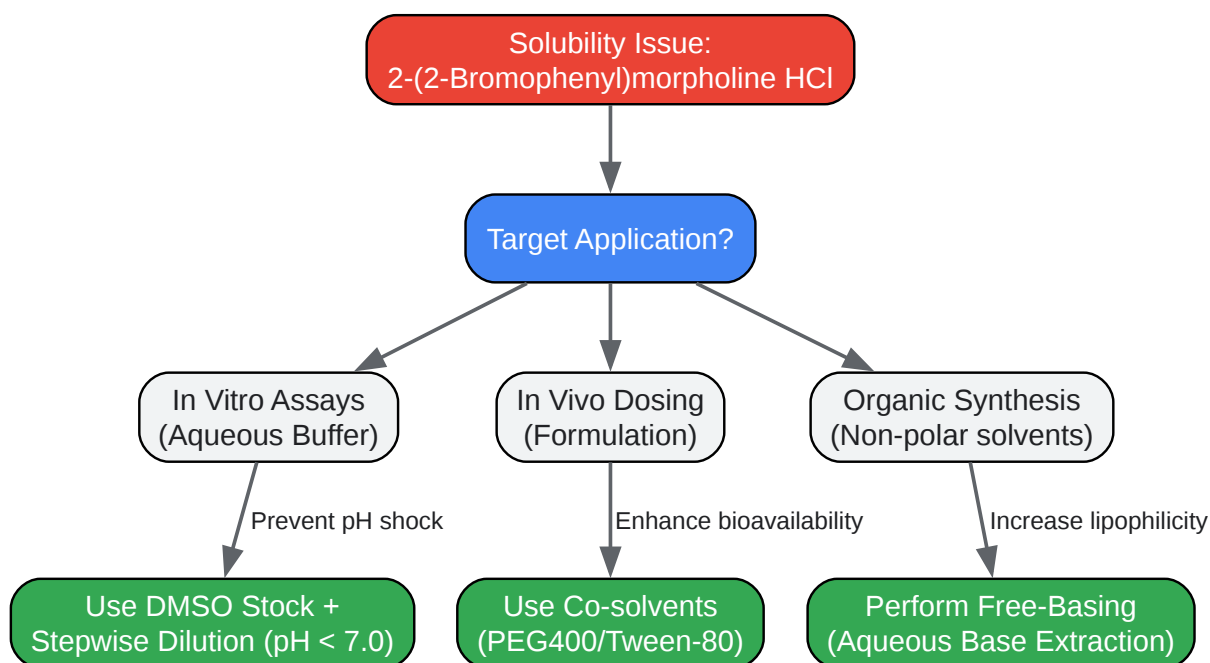 Solubility Issue:
2-(2-Bromophenyl)morpholine HCl
Target Application?
In Vitro Assays
(Aqueous Buffer)
In Vivo Dosing
(Formulation)
Organic Synthesis
(Non-polar solvents)
Prevent pH shock
Enhance bioavailability
Increase lipophilicity
Use DMSO Stock +
Stepwise Dilution (pH < 7.0)
Use Co-solvents
(PEG400/Tween-80)
Perform Free-Basing
(Aqueous Base Extraction)